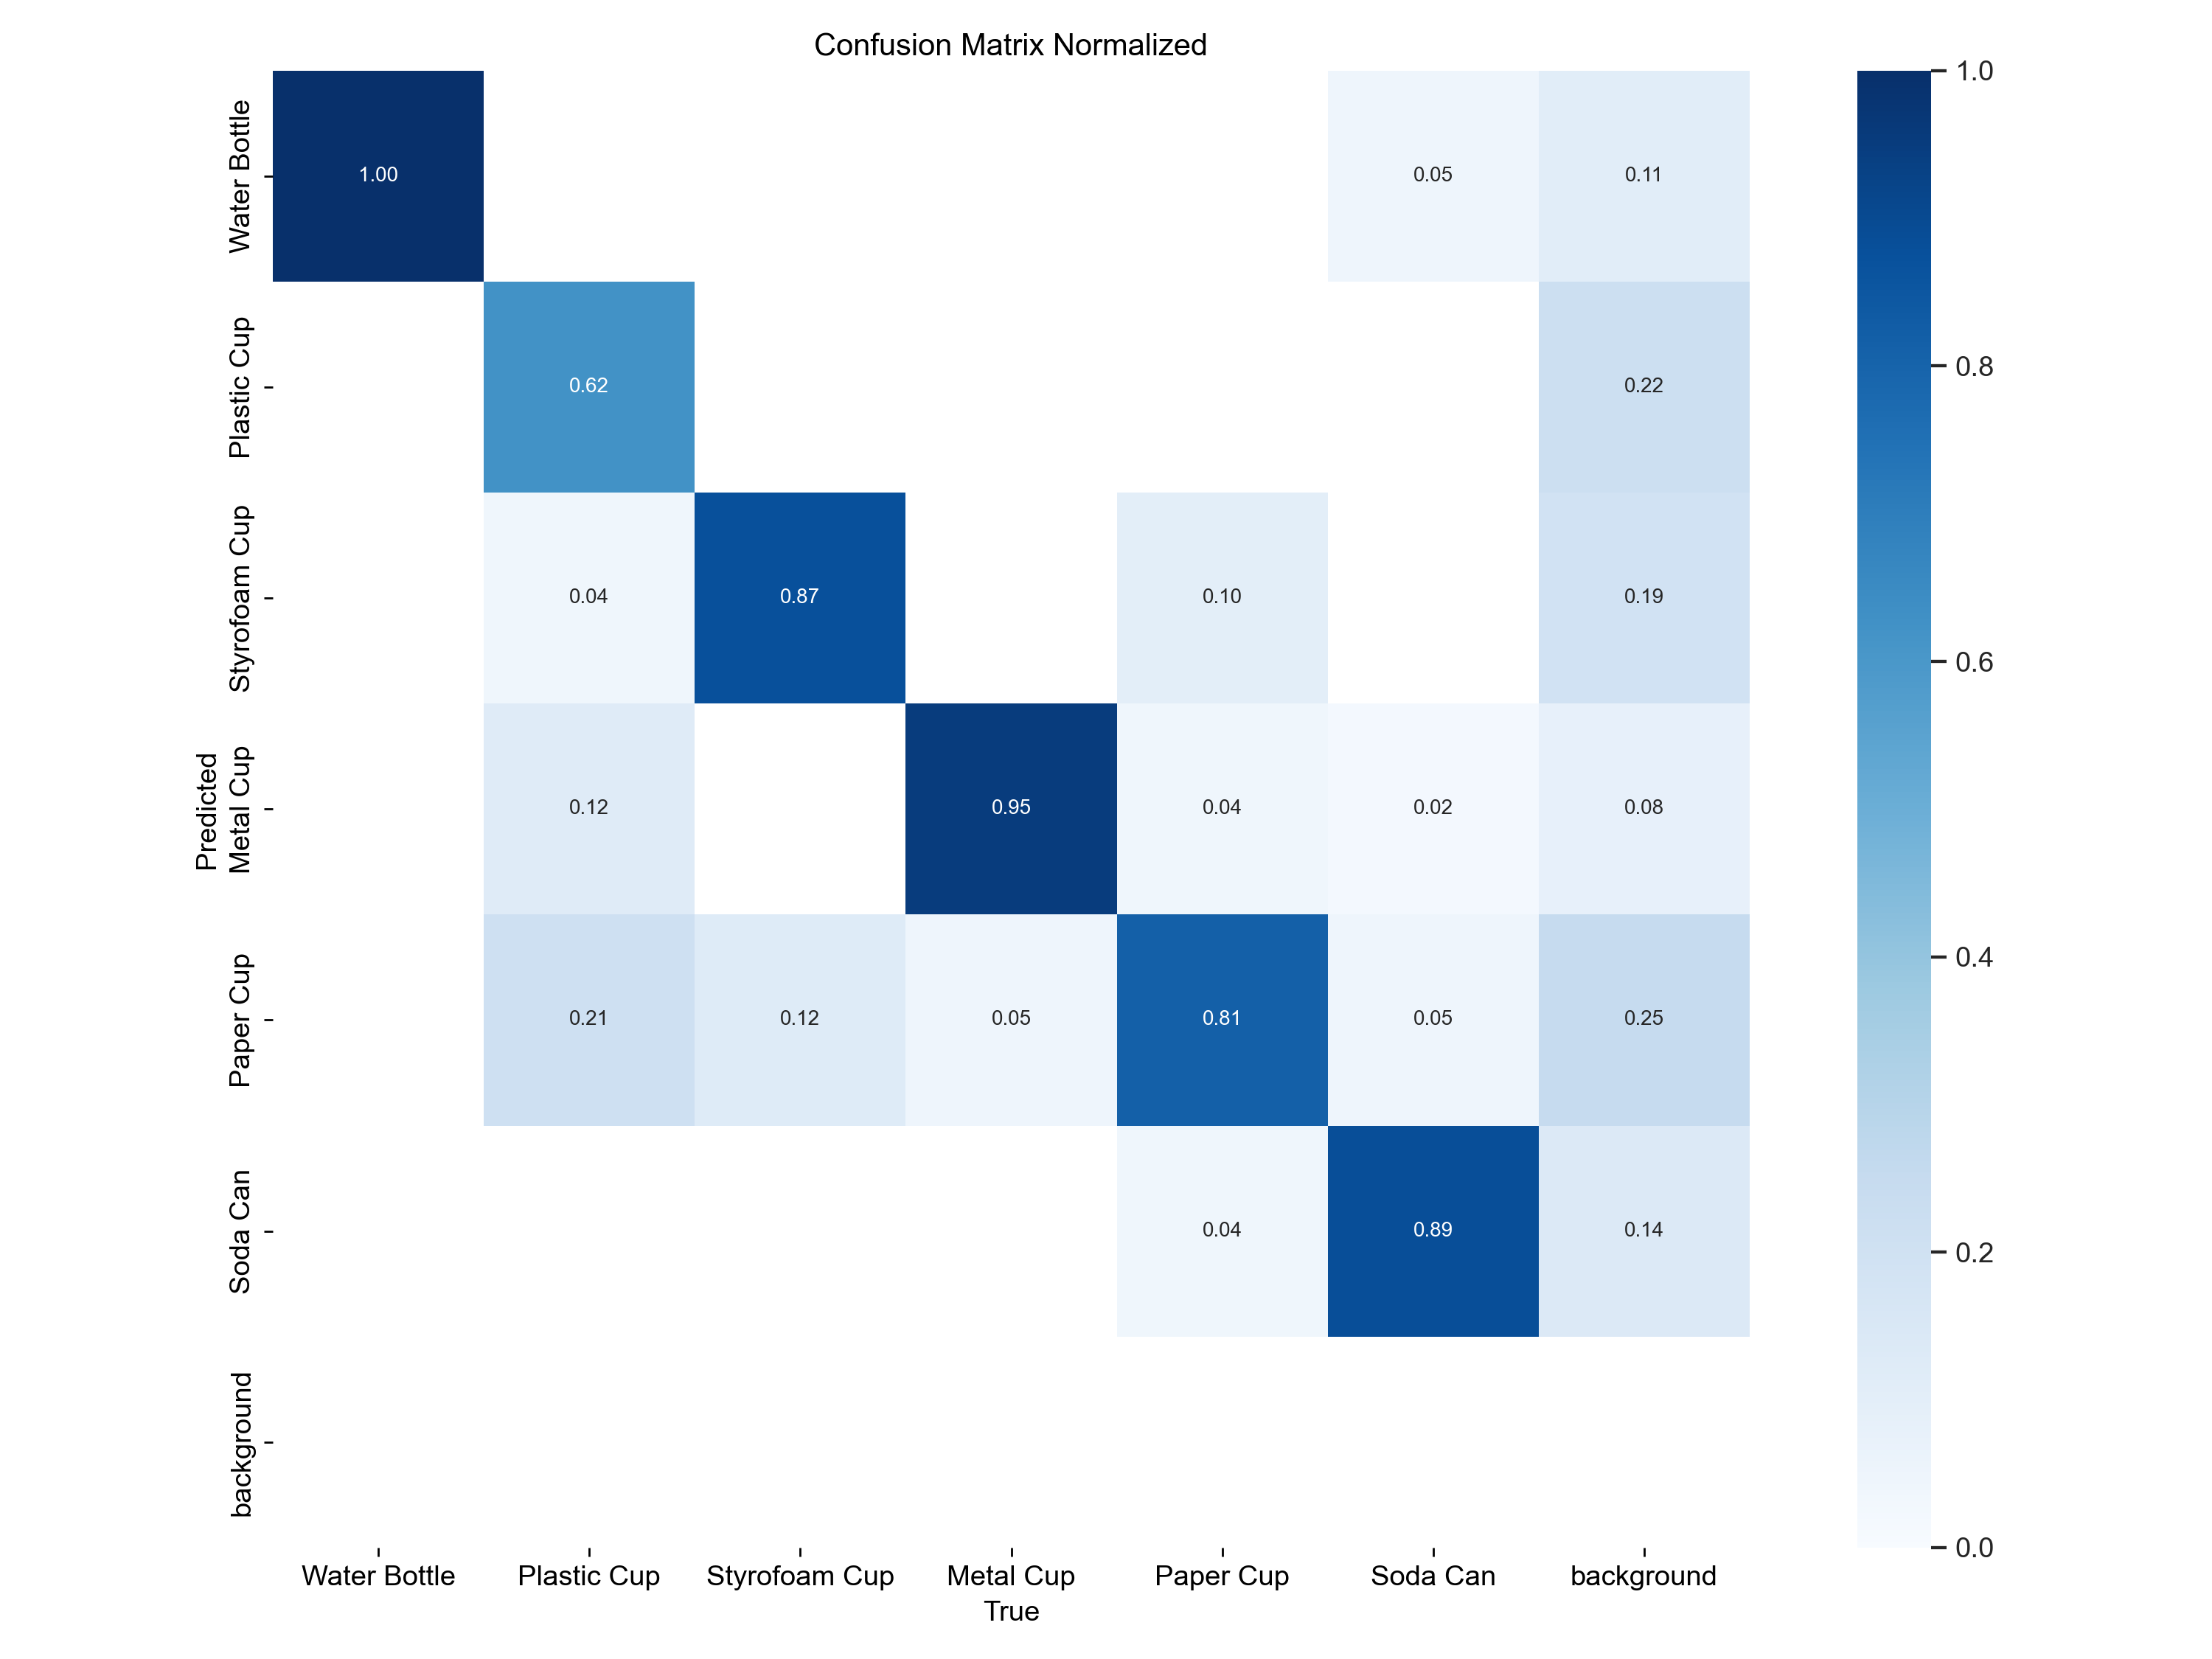 Confusion Matrix Normalized
Water Bottle
1.00
0.05
0.11
Plastic Cup
0.62
0.22
Styrofoam Cup
0.04
0.87
0.10
0.19
Predicted
Metal Cup
0.12
0.95
0.04
0.02
0.08
Paper Cup
0.21
0.12
0.05
0.81
0.05
0.25
Soda Can
0.04
0.89
0.14
background
Water Bottle
Plastic Cup
Styrofoam Cup
Metal Cup
Paper Cup
Soda Can
background
True
1.0
0.8
0.6
0.4
0.2
0.0